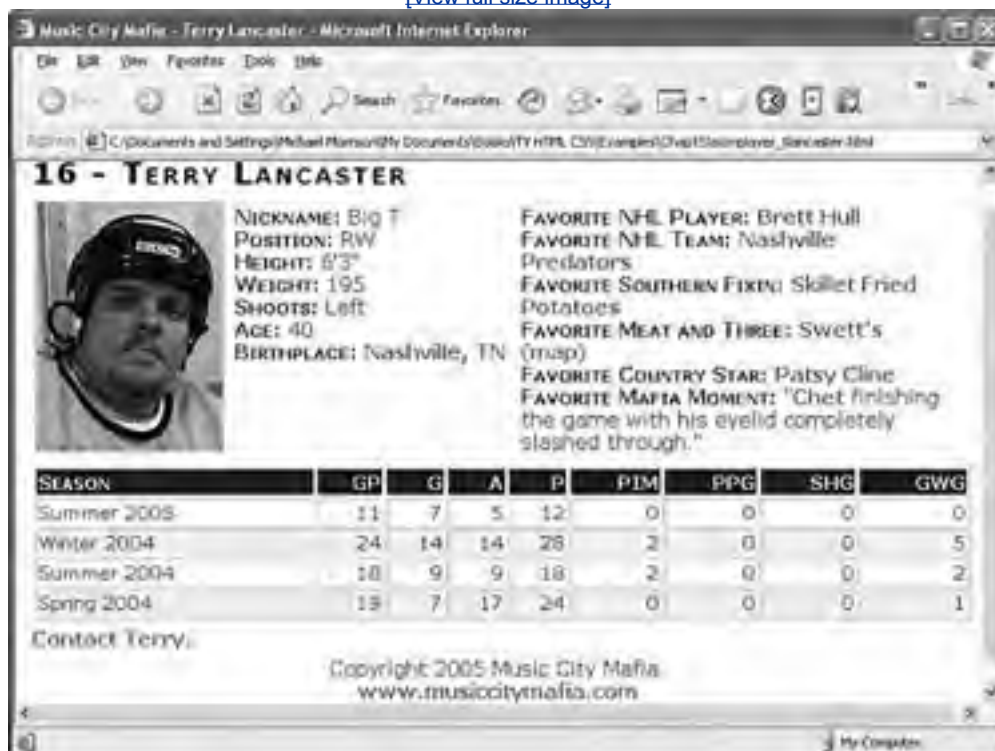 [View full size image]
Music City Mafia - Terry Lancaster - Microsoft Internet Explorer
File Edit View Favorites Tools Help
Search Favorites
16 - TERRY LANCASTER
NICKNAME: Big T
POSITION: RW
HEIGHT: 6'3"
WEIGHT: 195
SHOOTS: Left
AGE: 40
BIRTHPLACE: Nashville, TN
FAVORITE NHL PLAYER: Brett Hull
FAVORITE NHL TEAM: Nashville
Predators
FAVORITE SOUTHERN FIXIN: Skillet Fried
Potatoes
FAVORITE MEAT AND THREE: Swett's
(map)
FAVORITE COUNTRY STAR: Patsy Cline
FAVORITE MAFIA MOMENT: "Chet finishing
the game with his eyelid completely
slashed through."
SEASON GP G A P PIM PPG SHG GWG
Summer 2005 11 7 5 12 0 0 0 0
Winter 2004 24 14 14 28 2 0 0 5
Summer 2004 18 9 9 18 2 0 0 2
Spring 2004 19 7 17 24 0 0 0 1
Contact Terry.
Copyright 2005 Music City Mafia
www.musiccitymafia.com
My Computer